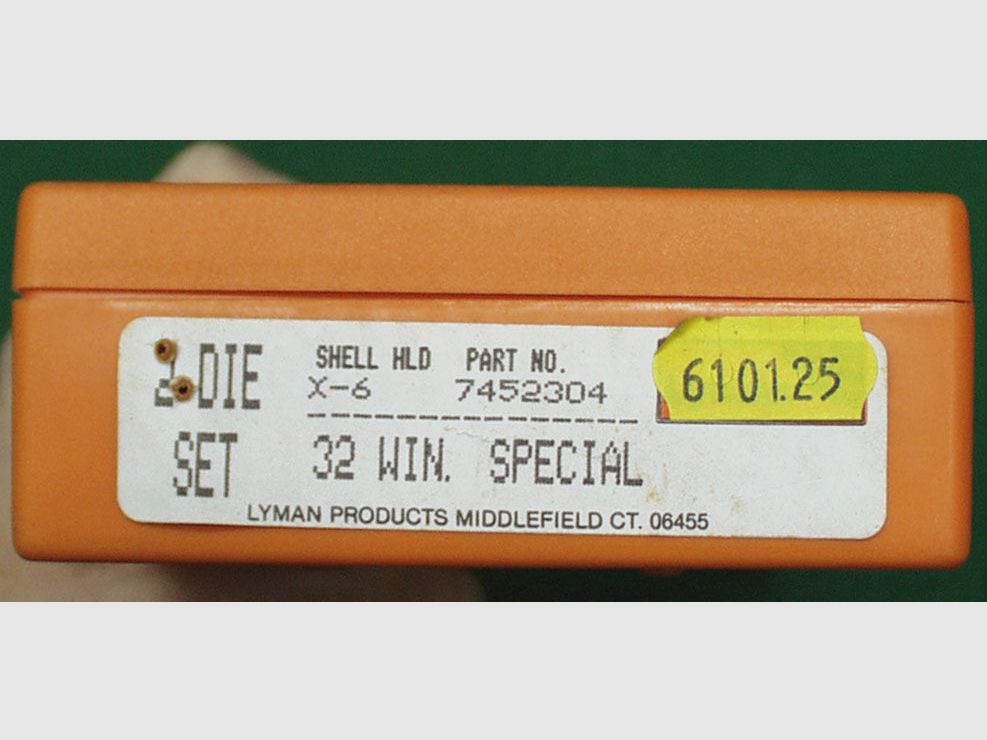 2 DIE SHELL HLD PART NO. 6101.25
X-6 7452304
SET 32 WIN. SPECIAL
LYMAN PRODUCTS MIDDLEFIELD CT. 06455